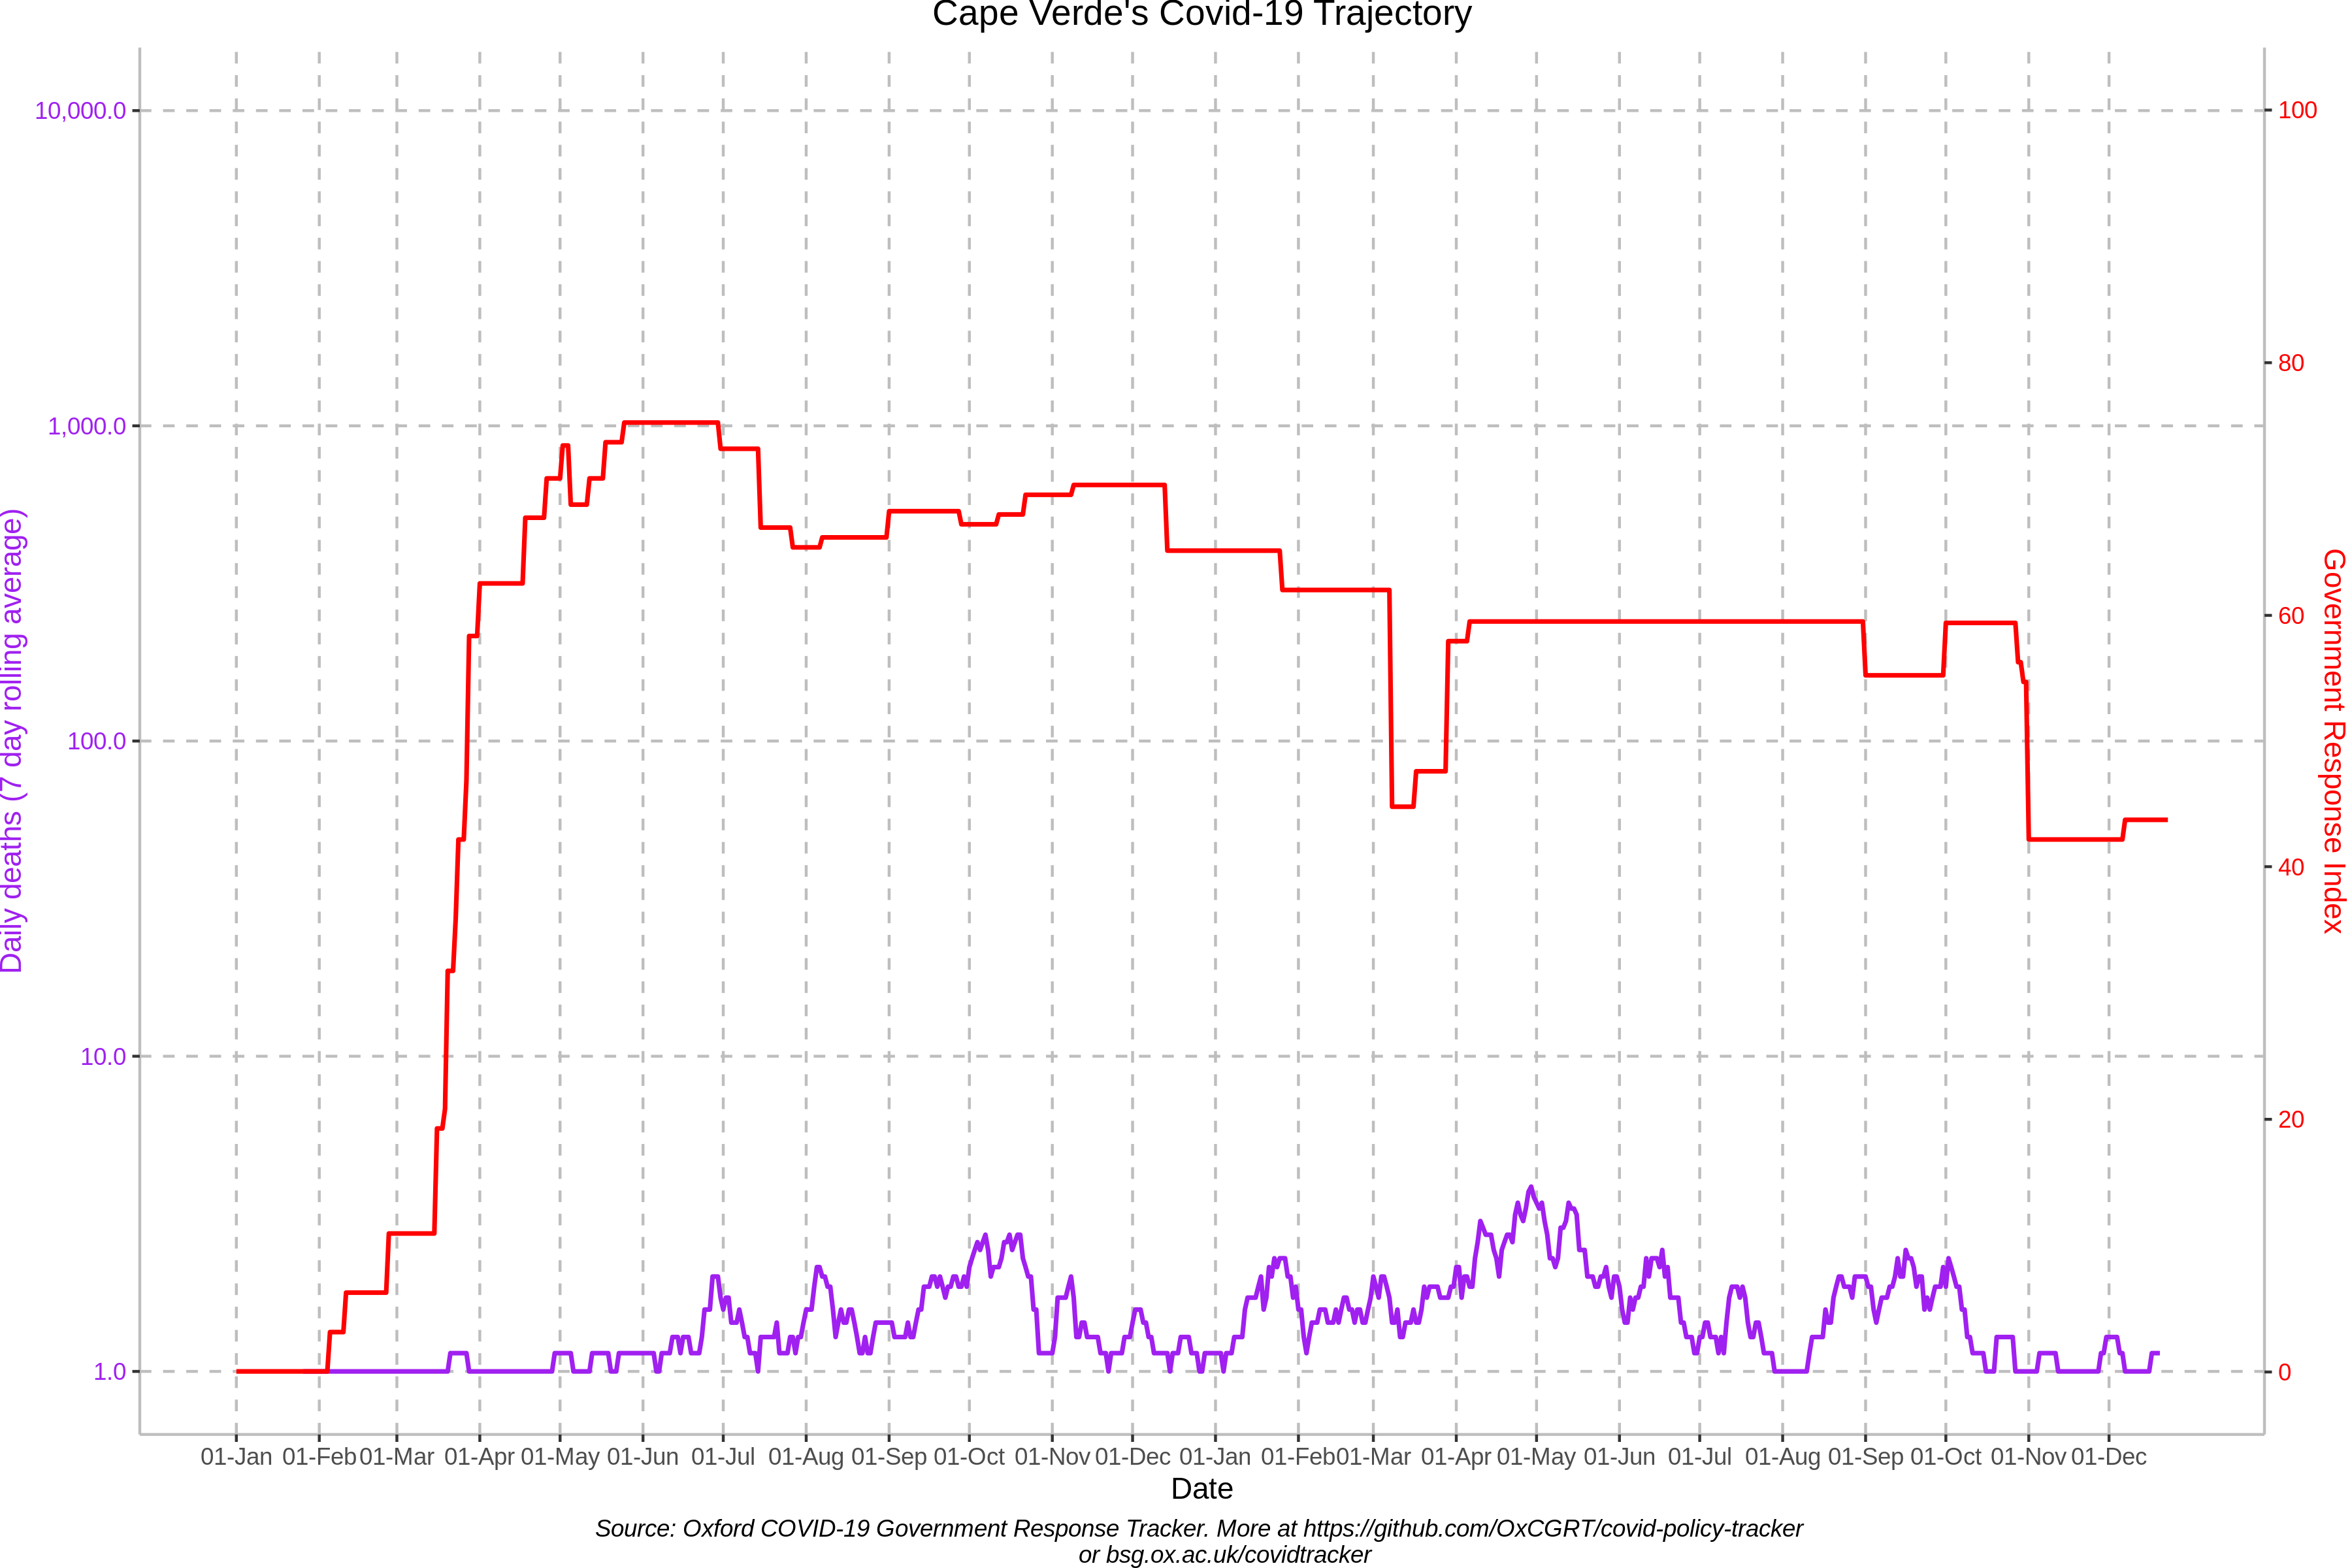 Cape Verde's Covid-19 Trajectory
10,000.0
1,000.0
100.0
10.0
1.0
Daily deaths (7 day rolling average)
100
80
60
40
20
0
Government Response Index
01-Jan 01-Feb 01-Mar 01-Apr 01-May 01-Jun 01-Jul 01-Aug 01-Sep 01-Oct 01-Nov 01-Dec 01-Jan 01-Feb 01-Mar 01-Apr 01-May 01-Jun 01-Jul 01-Aug 01-Sep 01-Oct 01-Nov 01-Dec
Date
Source: Oxford COVID-19 Government Response Tracker. More at https://github.com/OxCGRT/covid-policy-tracker
or bsg.ox.ac.uk/covidtracker